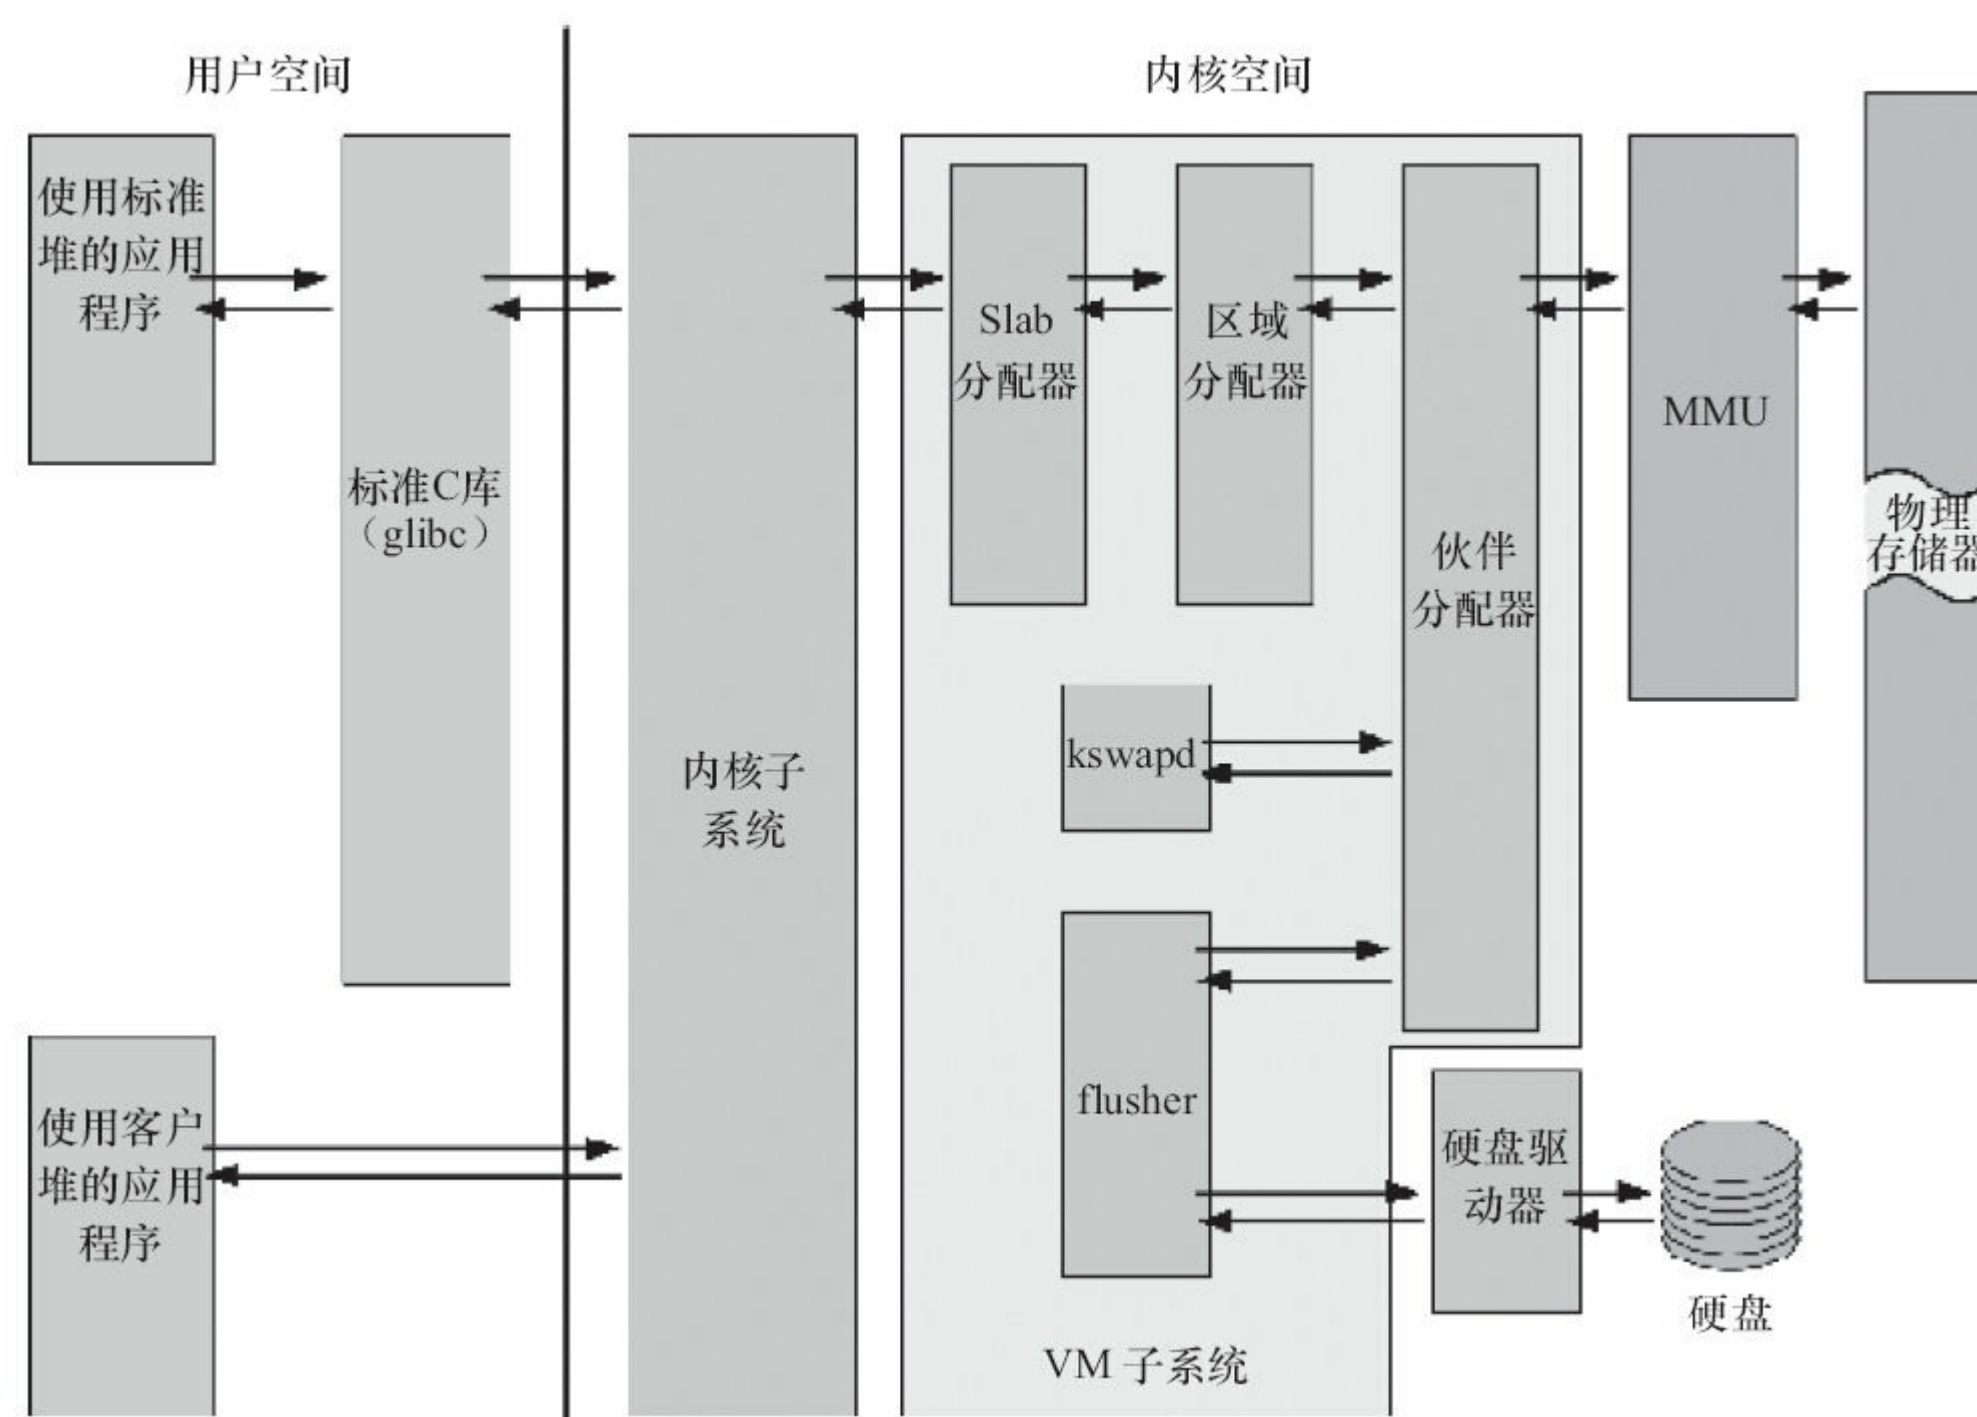 用户空间
内核空间
使用标准
堆的应用
程序
标准C库
（glibc）
内核子
系统
Slab
分配器
区域
分配器
伙伴
分配器
MMU
物理
存储器
kswapd
flusher
使用客户
堆的应用
程序
硬盘驱
动器
硬盘
VM 子系统